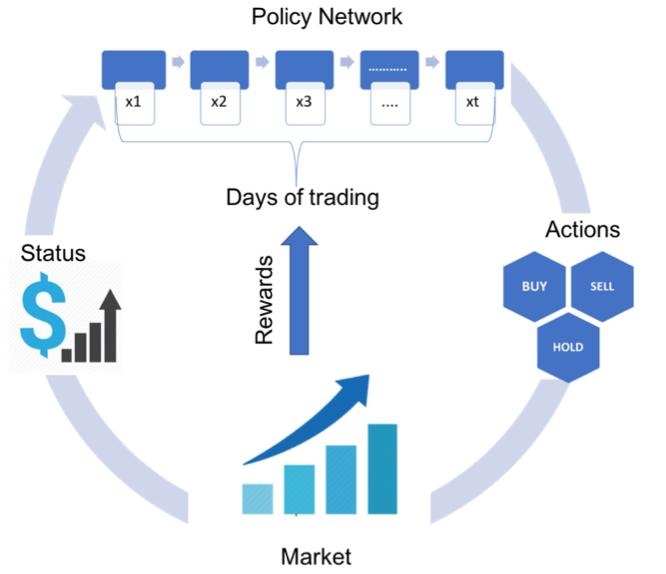 Policy Network
...........
x1 x2 x3 .... xt
Days of trading
Rewards
Status
$
Actions
BUY SELL
HOLD
Market